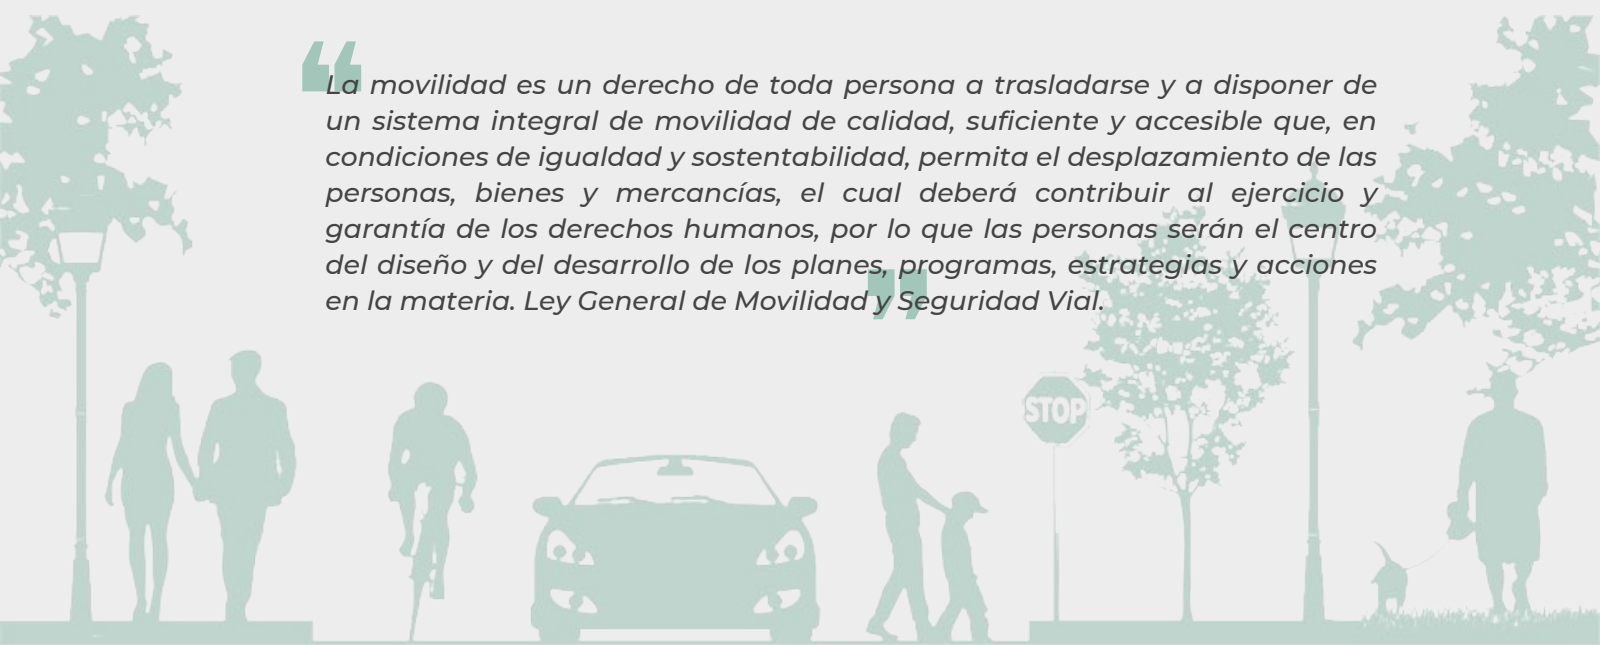 “La movilidad es un derecho de toda persona a trasladarse y a disponer de
un sistema integral de movilidad de calidad, suficiente y accesible que, en
condiciones de igualdad y sostentabilidad, permita el desplazamiento de las
personas, bienes y mercancías, el cual deberá contribuir al ejercicio y
garantía de los derechos humanos, por lo que las personas serán el centro
del diseño y del desarrollo de los planes, programas, estrategias y acciones
en la materia. Ley General de Movilidad y Seguridad Vial.”
STOP